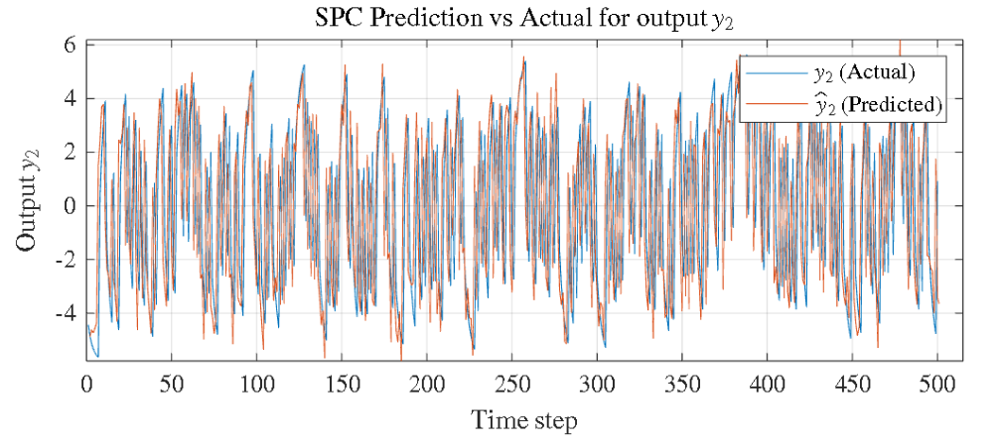 SPC Prediction vs Actual for output y₂
6
4
2
0
-2
-4
Output y₂
y₂ (Actual)
ŷ₂ (Predicted)
0 50 100 150 200 250 300 350 400 450 500
Time step